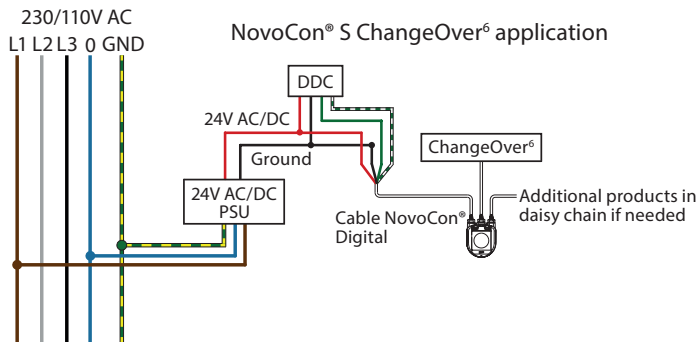 230/110V AC
NovoCon® S ChangeOver⁶ application
L1 L2 L3 0 GND
DDC
24V AC/DC
Ground
ChangeOver⁶
24V AC/DC
PSU
Cable NovoCon®
Digital
Additional products in
daisy chain if needed